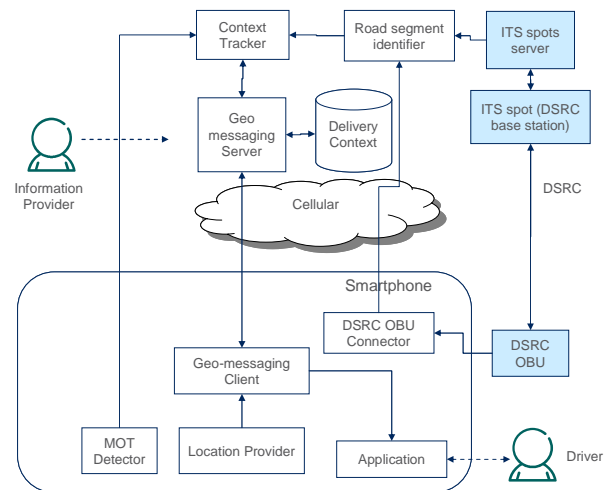 Context
Tracker
Road segment
identifier
ITS spots
server
Geo
messaging
Server
Delivery
Context
ITS spot (DSRC
base station)
Information
Provider
DSRC
Cellular
Smartphone
DSRC OBU
Connector
DSRC
OBU
Geo-messaging
Client
MOT
Detector
Location Provider
Application
Driver